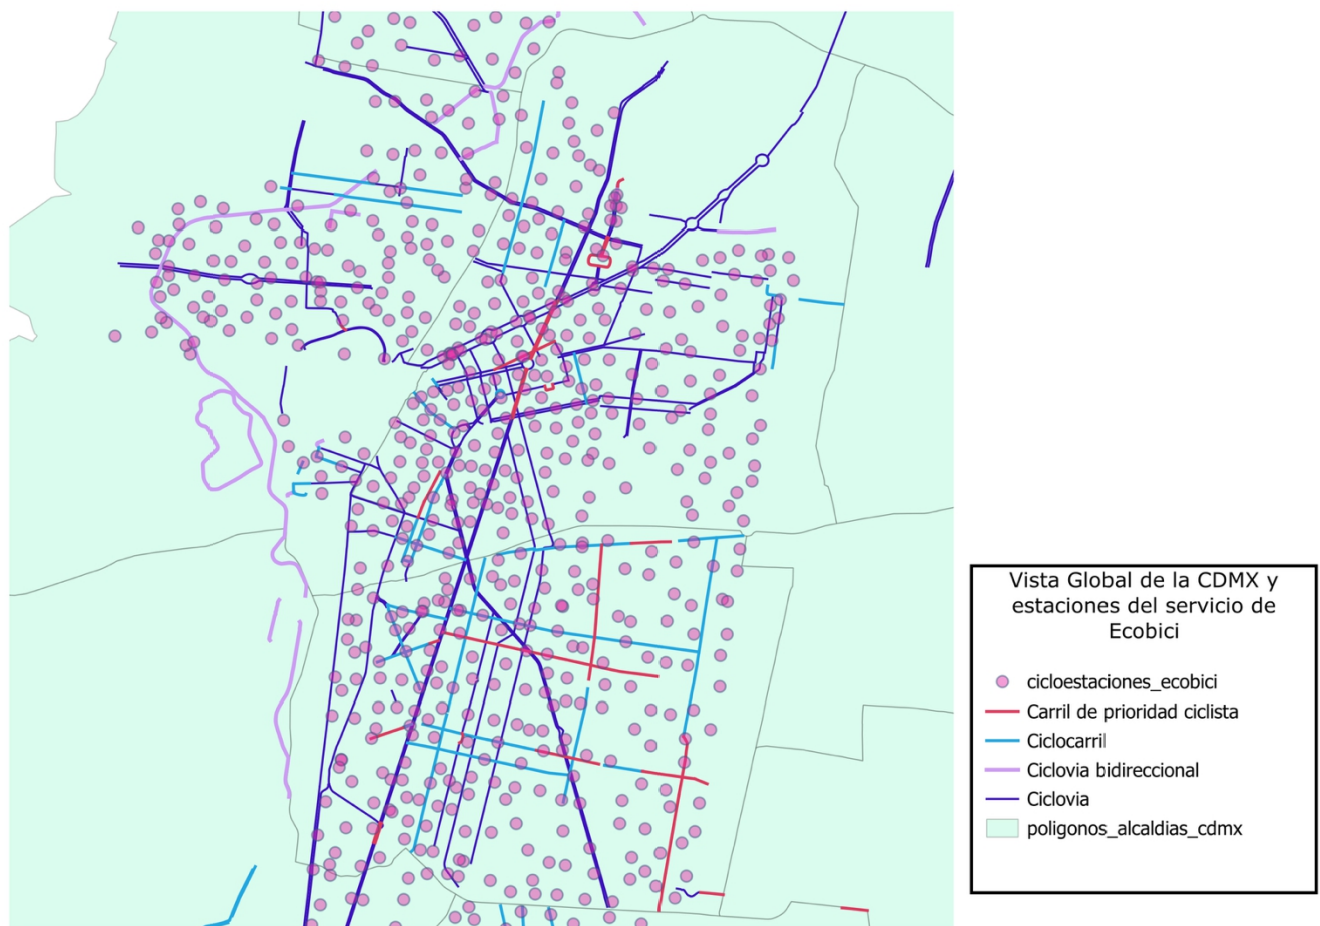 Vista Global de la CDMX y
estaciones del servicio de
Ecobici
cicloestaciones_ecobici
Carril de prioridad ciclista
Ciclocarril
Ciclovia bidireccional
Ciclovia
poligonos_alcaldias_cdmx